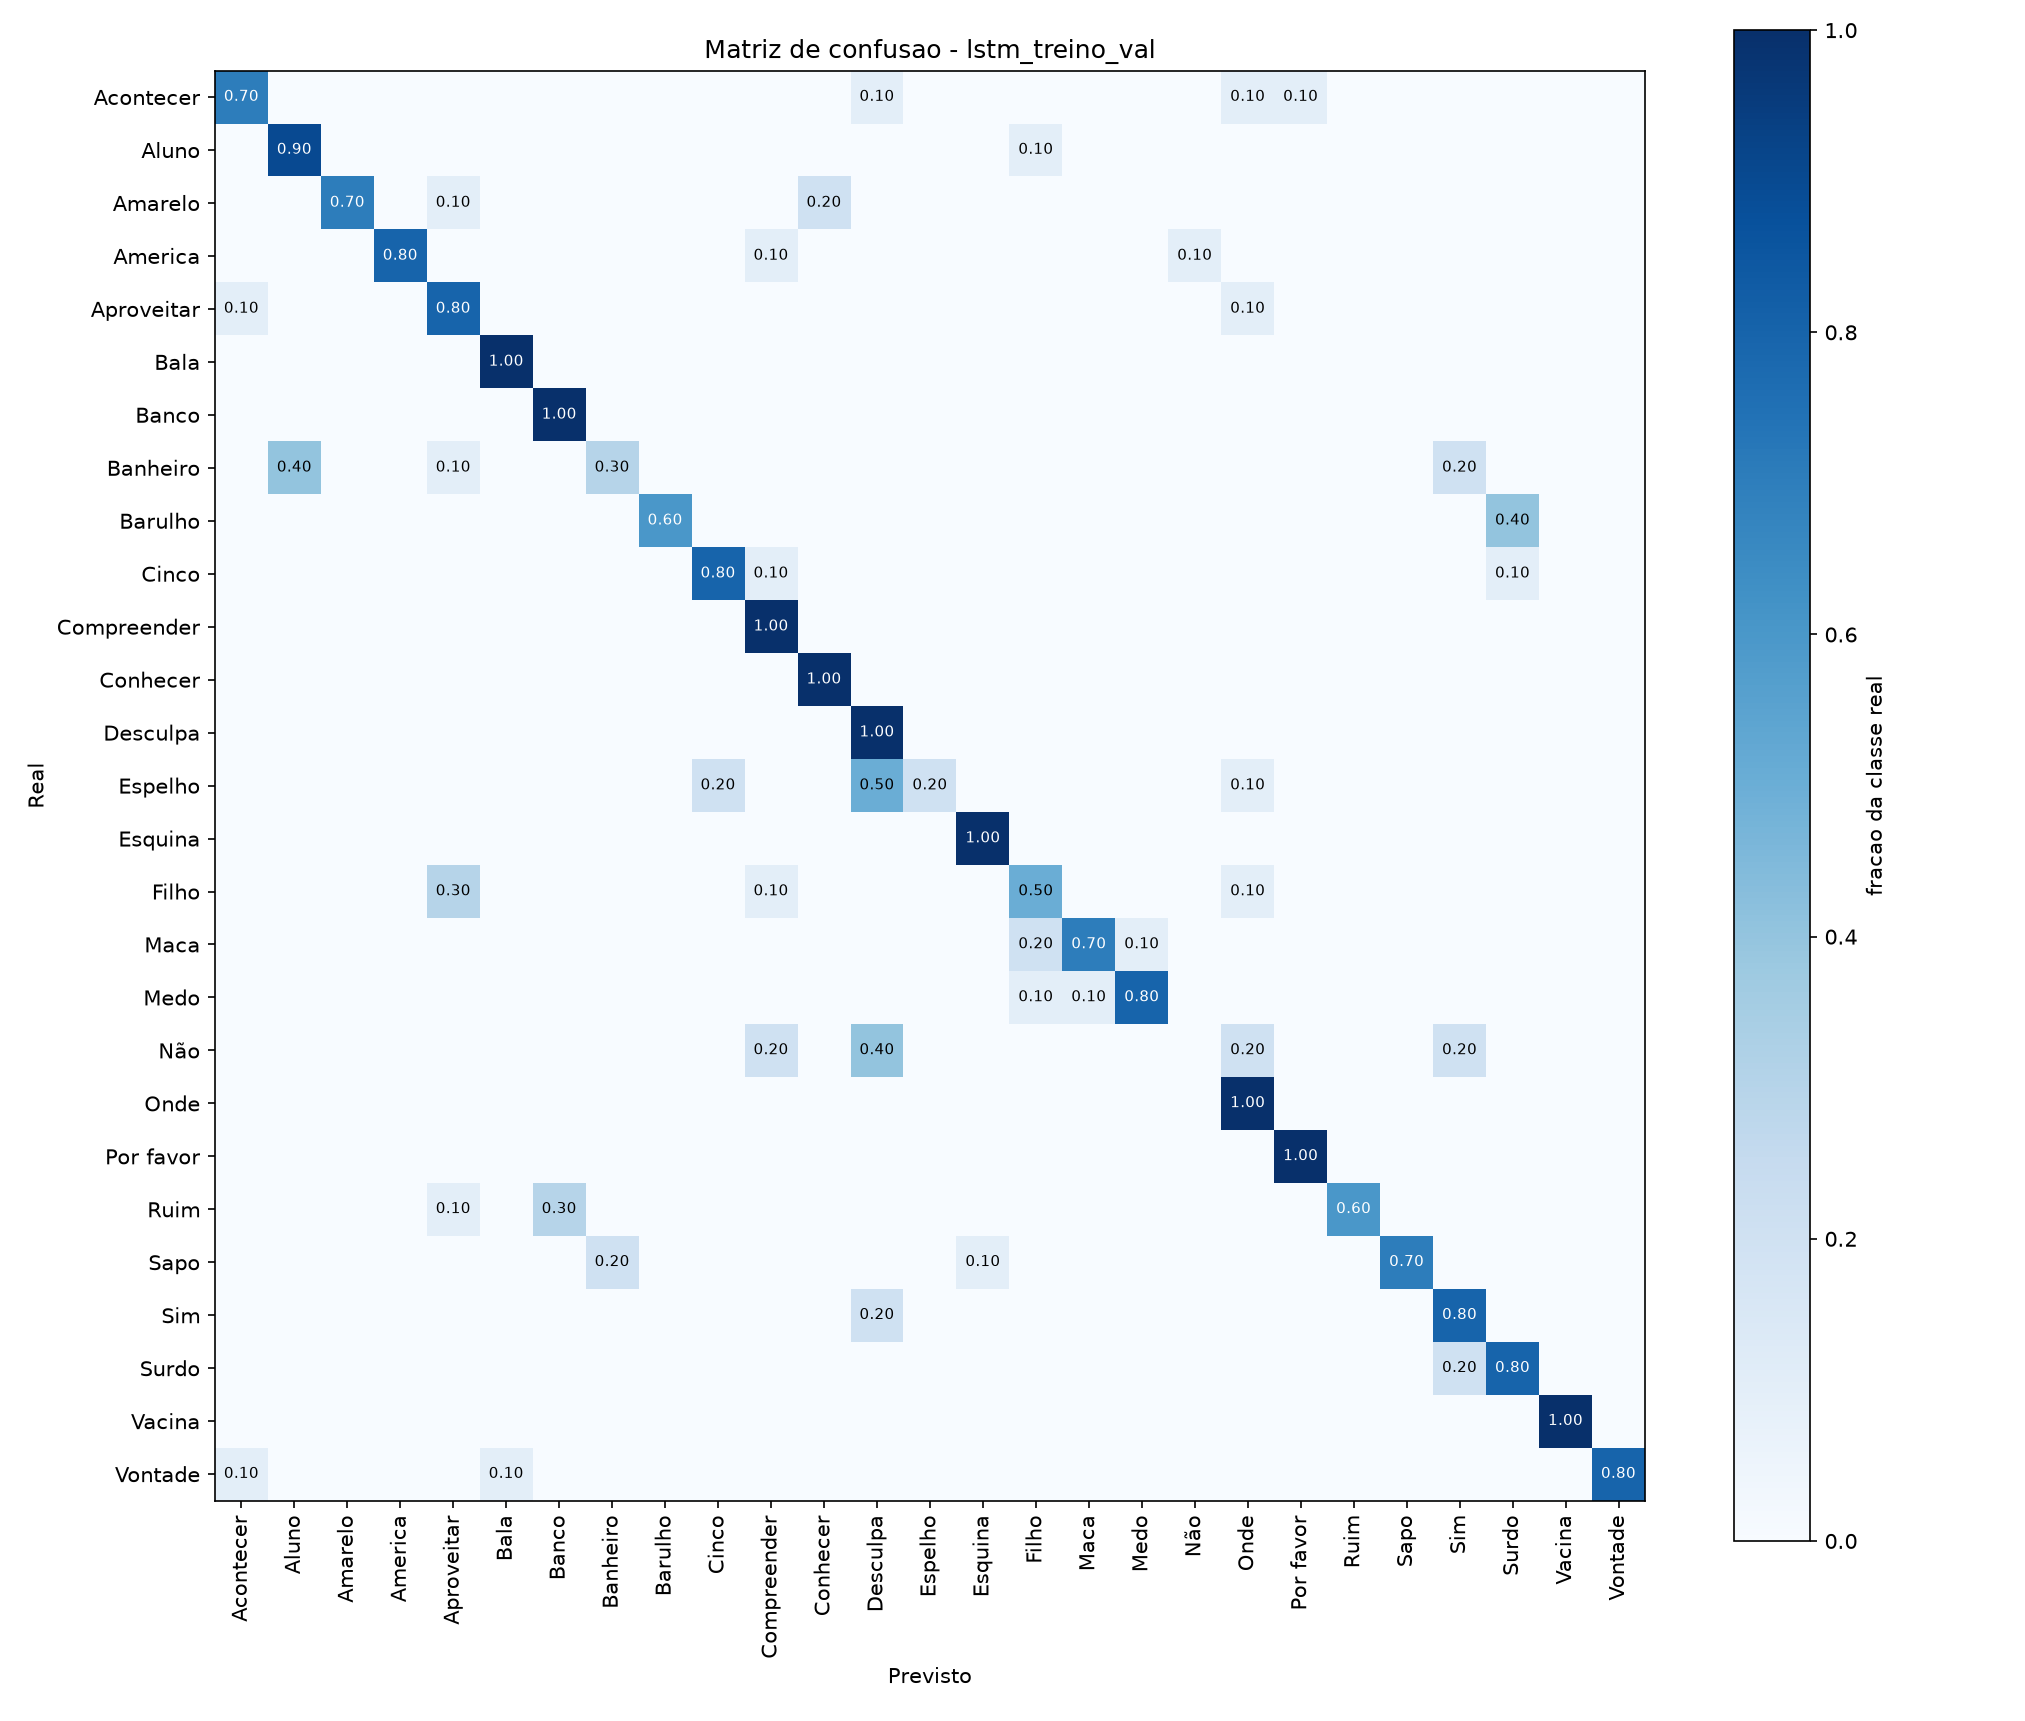 Matriz de confusao - lstm_treino_val
Real
Acontecer 0.70 0.10 0.10 0.10
Aluno 0.90 0.10
Amarelo 0.70 0.10 0.20
America 0.80 0.10 0.10
Aproveitar 0.10 0.80 0.10
Bala 1.00
Banco 1.00
Banheiro 0.40 0.10 0.30 0.20
Barulho 0.60 0.40
Cinco 0.80 0.10 0.10
Compreender 1.00
Conhecer 1.00
Desculpa 1.00
Espelho 0.20 0.50 0.20 0.10
Esquina 1.00
Filho 0.30 0.10 0.50 0.10
Maca 0.20 0.70 0.10
Medo 0.10 0.10 0.80
Não 0.20 0.40 0.20 0.20
Onde 1.00
Por favor 1.00
Ruim 0.10 0.30 0.60
Sapo 0.20 0.10 0.70
Sim 0.20 0.80
Surdo 0.20 0.80
Vacina 1.00
Vontade 0.10 0.10 0.80
Acontecer Aluno Amarelo America Aproveitar Bala Banco Banheiro Barulho Cinco Compreender Conhecer Desculpa Espelho Esquina Filho Maca Medo Não Onde Por favor Ruim Sapo Sim Surdo Vacina Vontade
Previsto
1.0
0.8
0.6
0.4
0.2
0.0
fracao da classe real